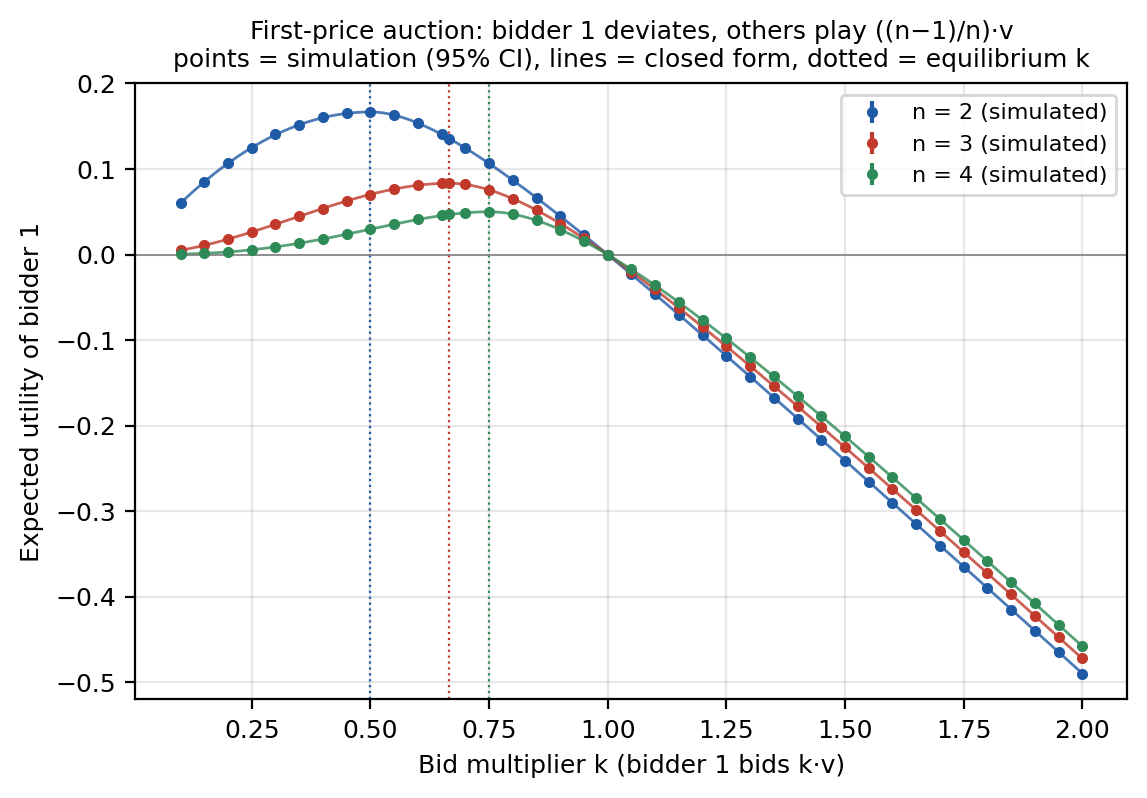 First-price auction: bidder 1 deviates, others play ((n−1)/n)·v
points = simulation (95% CI), lines = closed form, dotted = equilibrium k
n = 2 (simulated)
n = 3 (simulated)
n = 4 (simulated)
Expected utility of bidder 1
0.2
0.1
0.0
−0.1
−0.2
−0.3
−0.4
−0.5
0.25 0.50 0.75 1.00 1.25 1.50 1.75 2.00
Bid multiplier k (bidder 1 bids k·v)